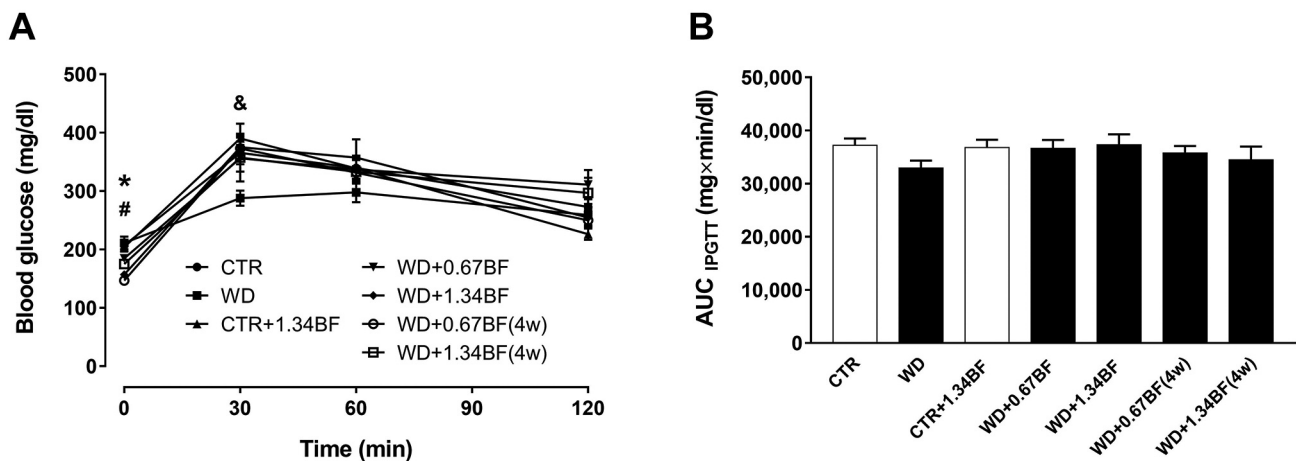 A
Blood glucose (mg/dl)
500
400
300
200
100
0
*
#
&
CTR
WD
CTR+1.34BF
WD+0.67BF
WD+1.34BF
WD+0.67BF(4w)
WD+1.34BF(4w)
0 30 60 90 120
Time (min)
B
AUC IPGTT (mg×min/dl)
50,000
40,000
30,000
20,000
10,000
0
CTR
WD
CTR+1.34BF
WD+0.67BF
WD+1.34BF
WD+0.67BF(4w)
WD+1.34BF(4w)